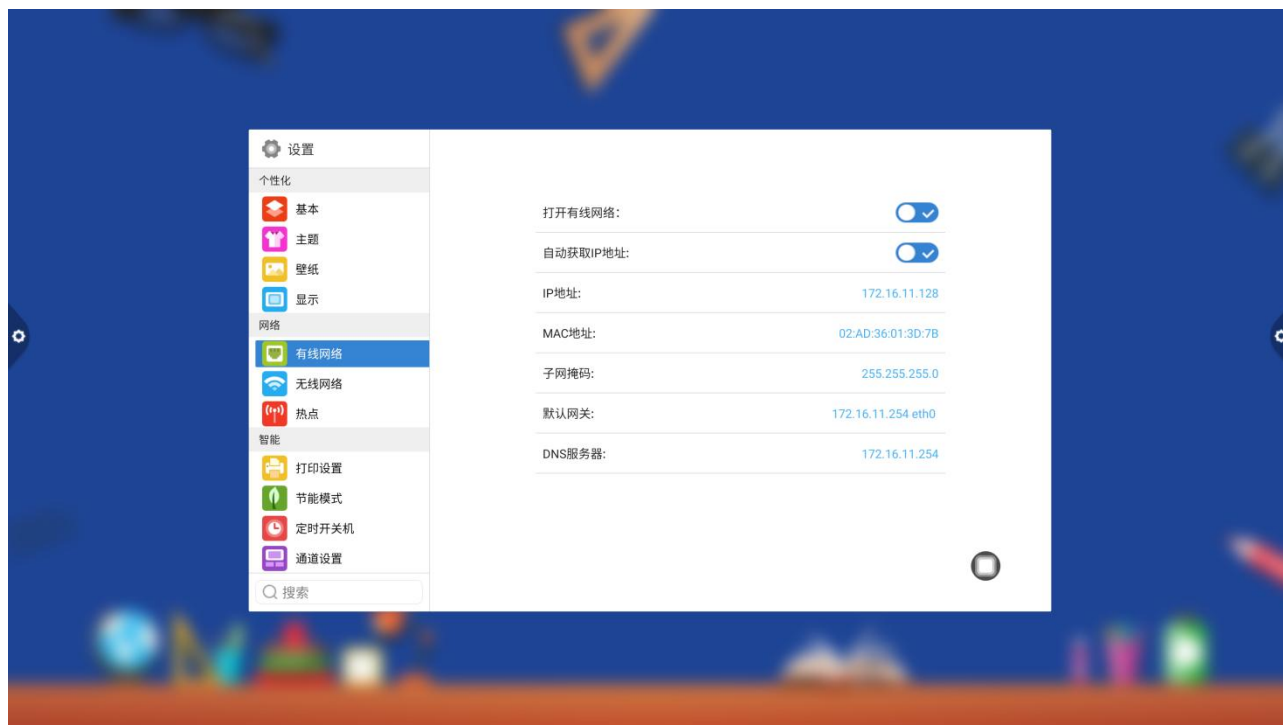 设置
个性化
基本
主题
壁纸
显示
网络
有线网络
无线网络
热点
智能
打印设置
节能模式
定时开关机
通道设置
搜索
打开有线网络：
自动获取IP地址:
IP地址:
172.16.11.128
MAC地址:
02:AD:36:01:3D:7B
子网掩码:
255.255.255.0
默认网关:
172.16.11.254 eth0
DNS服务器:
172.16.11.254